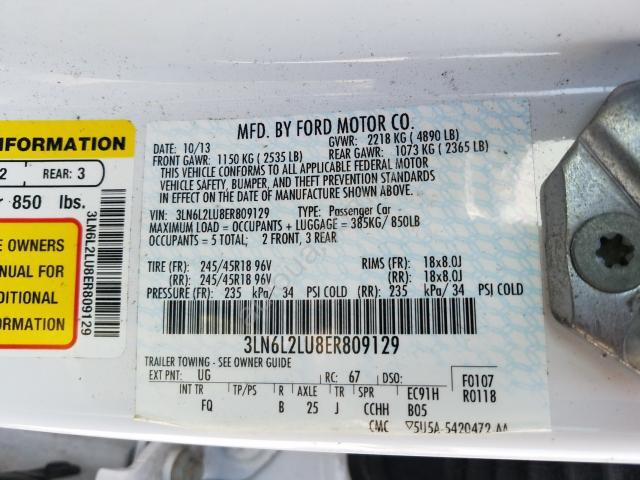 INFORMATION
2 REAR: 3
850 lbs.
E OWNERS
ANUAL FOR
DITIONAL
ORMATION
3LN6L2LU8ER809129
MFD. BY FORD MOTOR CO.
DATE: 10/13 GVWR: 2218 KG ( 4890 LB)
FRONT GAWR: 1150 KG ( 2535 LB) REAR GAWR: 1073 KG ( 2365 LB)
THIS VEHICLE CONFORMS TO ALL APPLICABLE FEDERAL MOTOR
VEHICLE SAFETY, BUMPER, AND THEFT PREVENTION STANDARDS
IN EFFECT ON THE DATE OF MANUFACTURE SHOWN ABOVE.
VIN: 3LN6L2LU8ER809129 TYPE: Passenger Car
MAXIMUM LOAD = OCCUPANTS + LUGGAGE = 385KG/ 850LB
OCCUPANTS = 5 TOTAL; 2 FRONT, 3 REAR
TIRE (FR): 245/45R18 96V RIMS (FR): 18x8.0J
(RR): 245/45R18 96V (RR): 18x8.0J
PRESSURE (FR): 235 kPa/ 34 PSI COLD (RR): 235 kPa/ 34 PSI COLD
3LN6L2LU8ER809129
TRAILER TOWING - SEE OWNER GUIDE
EXT PNT: UG RC: 67 DSO: F0107
INT TR TP/PS R AXLE TR SPR EC91H R0118
FQ B 25 J CCHH B05
CMC ▽5U5A-5420472-AA